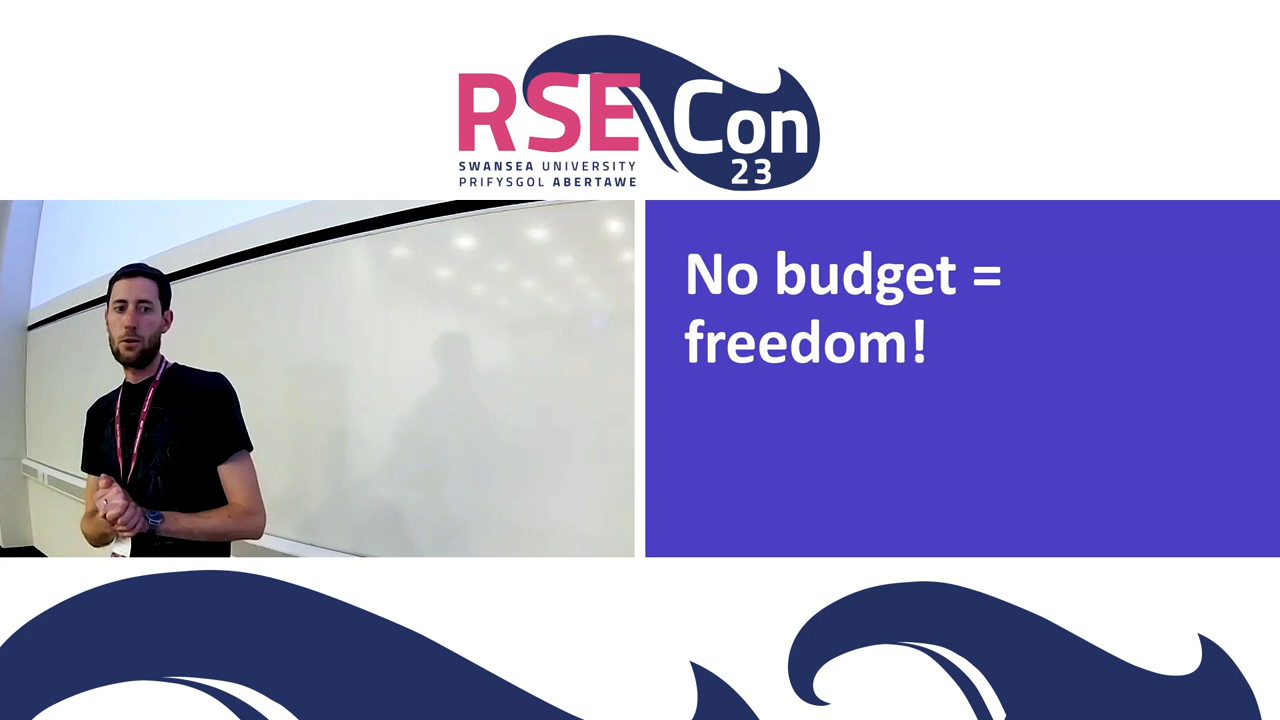 RSE Con
23
SWANSEA UNIVERSITY
PRIFYSGOL ABERTAWE
No budget =
freedom!